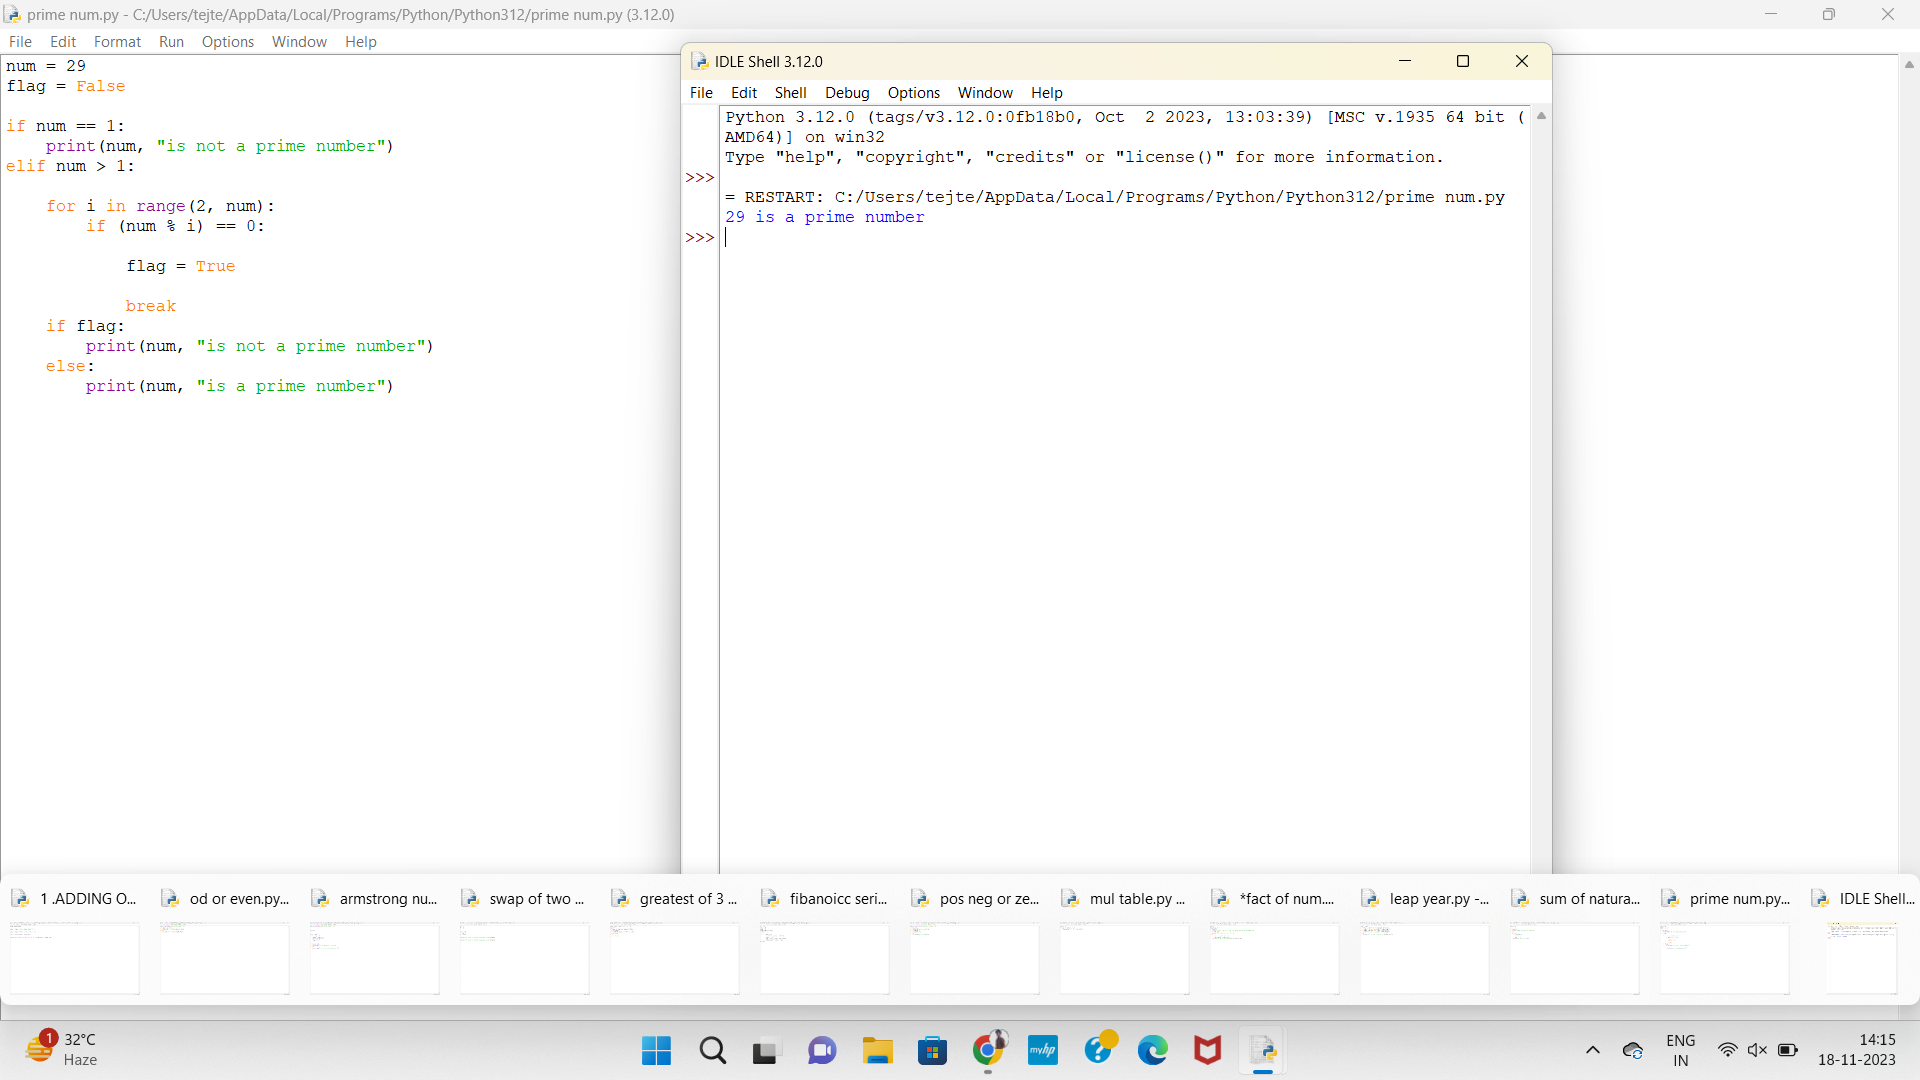 prime num.py - C:/Users/tejte/AppData/Local/Programs/Python/Python312/prime num.py (3.12.0)
File Edit Format Run Options Window Help
num = 29
flag = False
if num == 1:
    print(num, "is not a prime number")
elif num > 1:
    for i in range(2, num):
        if (num % i) == 0:
            flag = True
            break
    if flag:
        print(num, "is not a prime number")
    else:
        print(num, "is a prime number")
IDLE Shell 3.12.0
File Edit Shell Debug Options Window Help
Python 3.12.0 (tags/v3.12.0:0fb18b0, Oct  2 2023, 13:03:39) [MSC v.1935 64 bit (
AMD64)] on win32
Type "help", "copyright", "credits" or "license()" for more information.
>>>
= RESTART: C:/Users/tejte/AppData/Local/Programs/Python/Python312/prime num.py
29 is a prime number
>>>
1 .ADDING O... od or even.py... armstrong nu... swap of two ... greatest of 3 ... fibanoicc seri... pos neg or ze... mul table.py ... *fact of num.... leap year.py -... sum of natura... prime num.py... IDLE Shell...
1
32°C
Haze
myhp
ENG
IN
14:15
18-11-2023